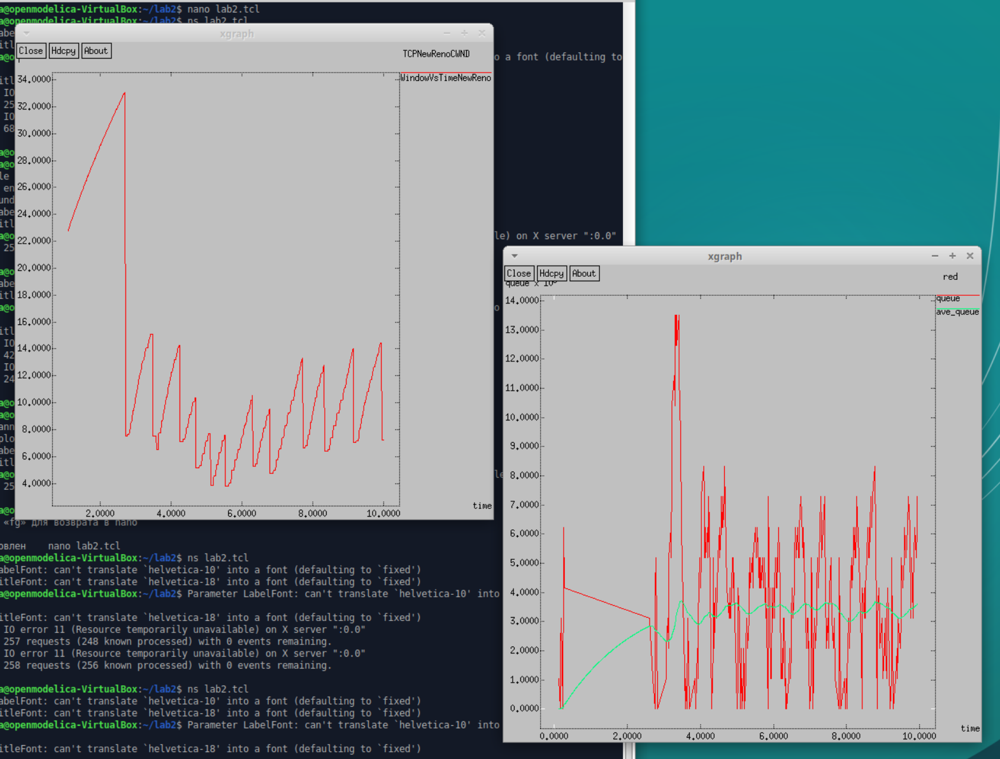 a@openmodelica-VirtualBox:~/lab2$ nano lab2.tcl
a@openmodelica-VirtualBox:~/lab2$ ns lab2.tcl
xgraph
Close Hdcpy About
TCPNewRenoCWND
WindowVsTimeNewReno
34.0000
32.0000
30.0000
28.0000
26.0000
24.0000
22.0000
20.0000
18.0000
16.0000
14.0000
12.0000
10.0000
8.0000
6.0000
4.0000
2.0000 4.0000 6.0000 8.0000 10.0000
time
o a font (defaulting to
le) on X server ":0.0"
xgraph
Close Hdcpy About
queue x 10
red
queue
ave_queue
14.0000
13.0000
12.0000
11.0000
10.0000
9.0000
8.0000
7.0000
6.0000
5.0000
4.0000
3.0000
2.0000
1.0000
0.0000
0.0000 2.0000 4.0000 6.0000 8.0000 10.0000
time
«fg» для возврата в nano
овлен nano lab2.tcl
a@openmodelica-VirtualBox:~/lab2$ ns lab2.tcl
abelFont: can't translate `helvetica-10' into a font (defaulting to `fixed')
itleFont: can't translate `helvetica-18' into a font (defaulting to `fixed')
a@openmodelica-VirtualBox:~/lab2$ Parameter LabelFont: can't translate `helvetica-10' into
itleFont: can't translate `helvetica-18' into a font (defaulting to `fixed')
IO error 11 (Resource temporarily unavailable) on X server ":0.0"
257 requests (248 known processed) with 0 events remaining.
IO error 11 (Resource temporarily unavailable) on X server ":0.0"
258 requests (256 known processed) with 0 events remaining.
a@openmodelica-VirtualBox:~/lab2$ ns lab2.tcl
abelFont: can't translate `helvetica-10' into a font (defaulting to `fixed')
itleFont: can't translate `helvetica-18' into a font (defaulting to `fixed')
a@openmodelica-VirtualBox:~/lab2$ Parameter LabelFont: can't translate `helvetica-10' into
itleFont: can't translate `helvetica-18' into a font (defaulting to `fixed')